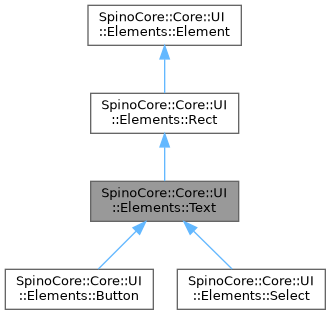 SpinoCore::Core::UI
::Elements::Element
SpinoCore::Core::UI
::Elements::Rect
SpinoCore::Core::UI
::Elements::Text
SpinoCore::Core::UI
::Elements::Button
SpinoCore::Core::UI
::Elements::Select